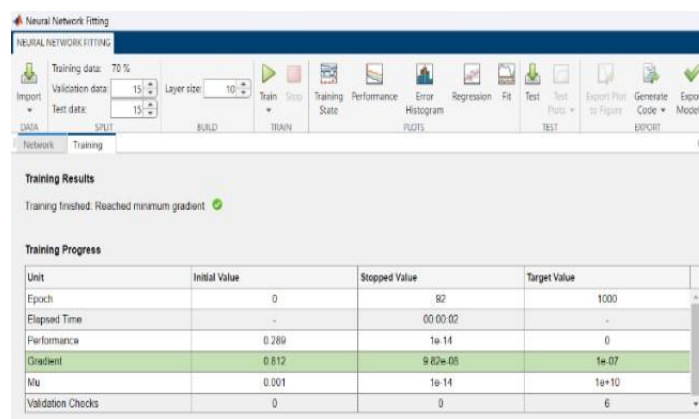 Neural Network Fitting
NEURAL NETWORK FITTING
Import
Training data: 70 %
Validation data: 15
Test data: 15
Layer size: 10
Train Stop
Training State
Performance
Error Histogram
Regression
Fit
Test
Test Plots
Export Plot to Figure
Generate Code
Export Model
DATA SPLIT BUILD TRAIN PLOTS TEST EXPORT
Network Training
Training Results
Training finished: Reached minimum gradient
Training Progress
Unit Initial Value Stopped Value Target Value
Epoch 0 92 1000
Elapsed Time - 00:00:02 -
Performance 0.289 1e-14 0
Gradient 0.812 9.82e-08 1e-07
Mu 0.001 1e-14 1e+10
Validation Checks 0 0 6